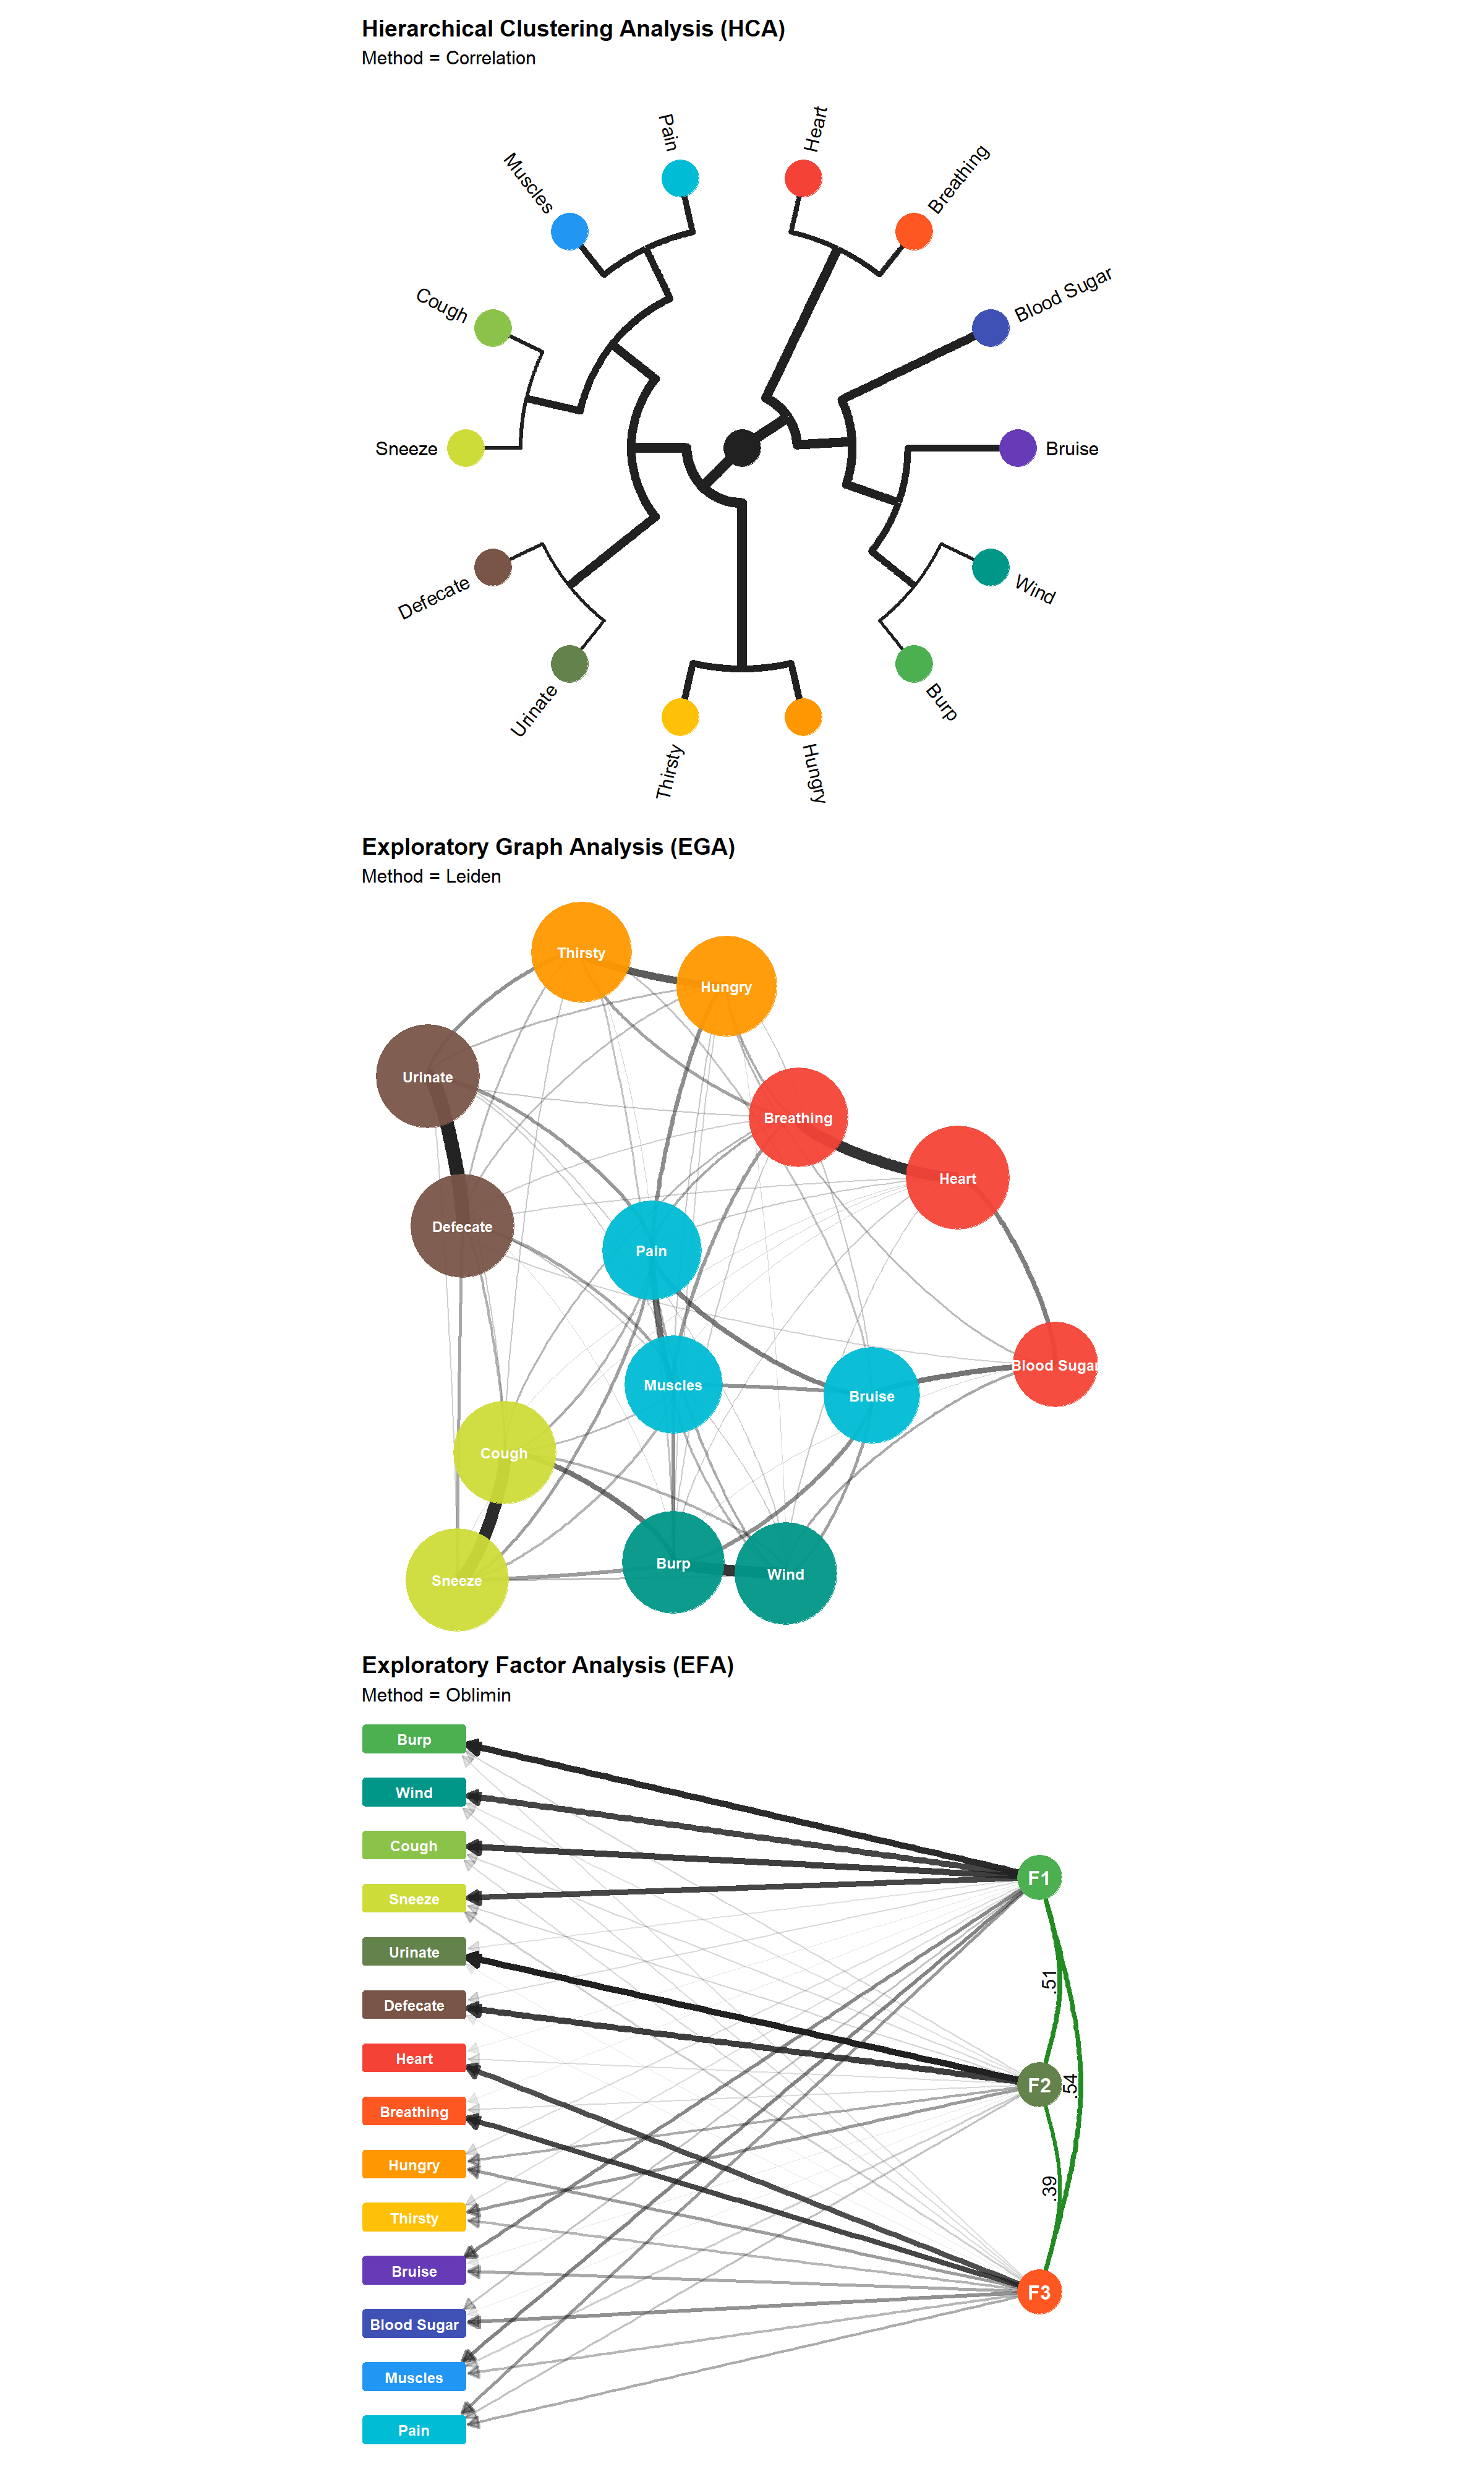 Hierarchical Clustering Analysis (HCA)
Method = Correlation
Pain
Heart
Muscles
Breathing
Cough
Blood Sugar
Sneeze
Bruise
Defecate
Wind
Urinate
Burp
Thirsty
Hungry
Exploratory Graph Analysis (EGA)
Method = Leiden
Thirsty
Hungry
Urinate
Breathing
Heart
Defecate
Pain
Blood Sugar
Muscles
Bruise
Cough
Burp
Wind
Sneeze
Exploratory Factor Analysis (EFA)
Method = Oblimin
Burp
Wind
Cough
F1
Sneeze
Urinate
.51
Defecate
Heart
F2
.54
Breathing
Hungry
.39
Thirsty
Bruise
F3
Blood Sugar
Muscles
Pain